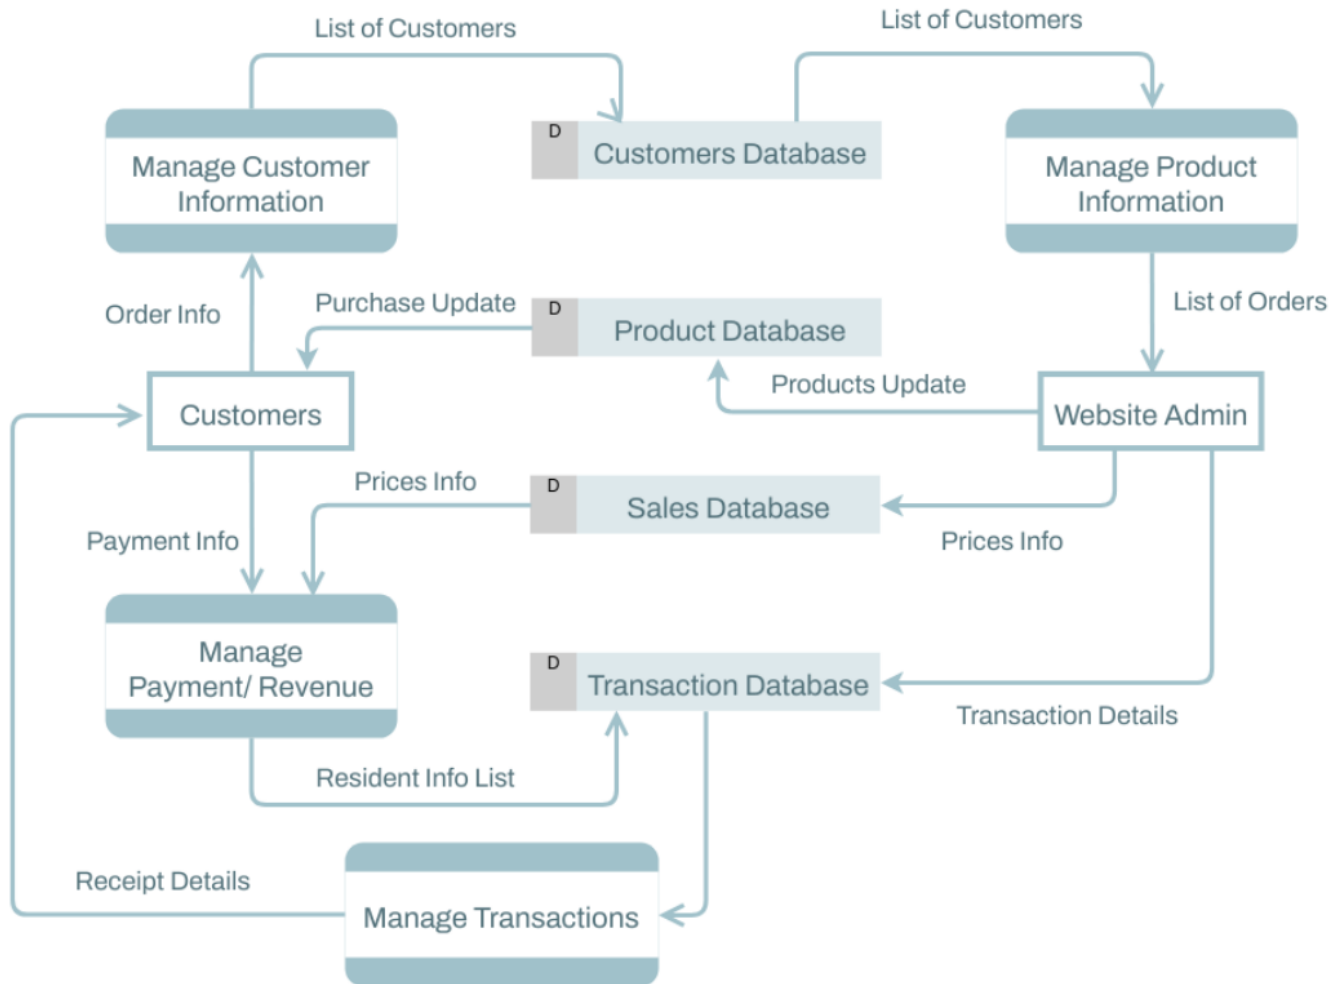 List of Customers
List of Customers
D
Customers Database
Manage Customer
Information
Manage Product
Information
Order Info
Purchase Update
D
Product Database
List of Orders
Products Update
Customers
Website Admin
Prices Info
D
Sales Database
Payment Info
Prices Info
Manage
Payment/ Revenue
D
Transaction Database
Transaction Details
Resident Info List
Receipt Details
Manage Transactions